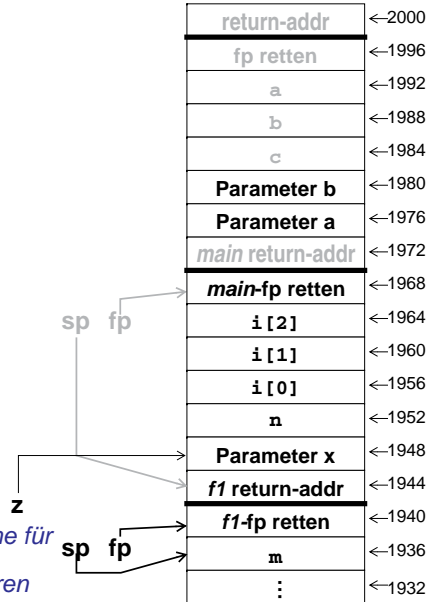 return-addr ←2000
fp retten ←1996
a ←1992
b ←1988
c ←1984
Parameter b ←1980
Parameter a ←1976
main return-addr ←1972
main-fp retten ←1968
sp fp i[2] ←1964
i[1] ←1960
i[0] ←1956
n ←1952
Parameter x ←1948
f1 return-addr ←1944
z
f1-fp retten ←1940
für
sp fp m ←1936
⋮ ←1932